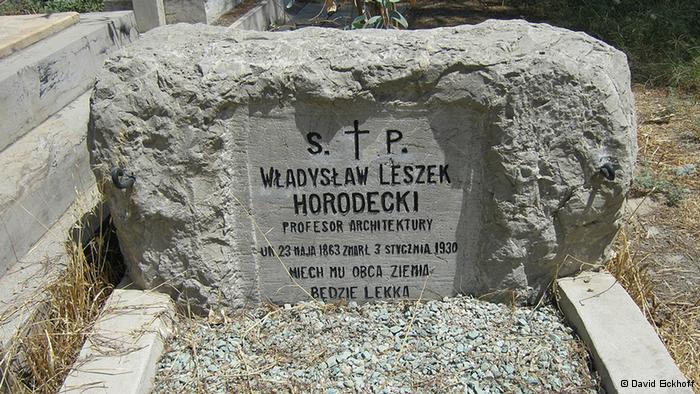 S. ✝ P.
WŁADYSŁAW LESZEK
HORODECKI
PROFESOR ARCHITEKTURY
UR 23 MAJA 1863 ZMARŁ 3 STYCZNIA 1930
NIECH MU OBCA ZIEMIA
BĘDZIE LEKKA
© David Eickhoff